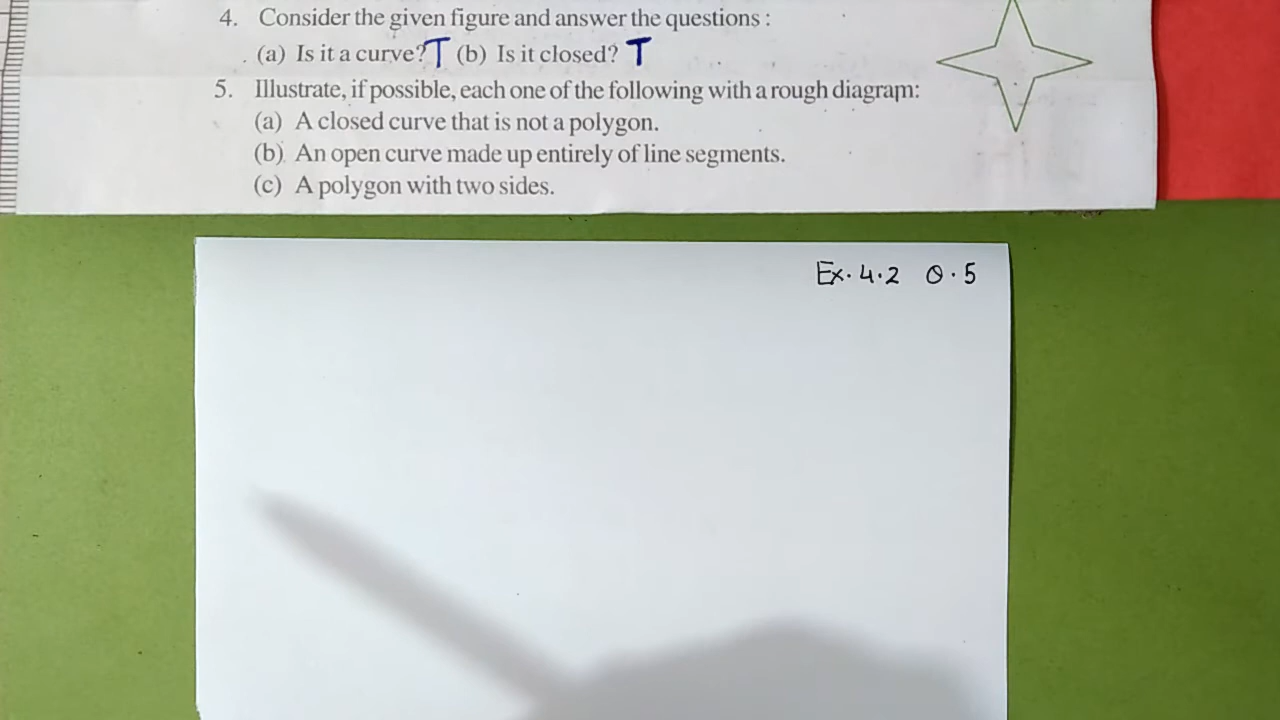 4. Consider the given figure and answer the questions :
(a) Is it a curve? T (b) Is it closed? T
5. Illustrate, if possible, each one of the following with a rough diagram:
(a) A closed curve that is not a polygon.
(b) An open curve made up entirely of line segments.
(c) A polygon with two sides.
Ex. 4.2 Q.5